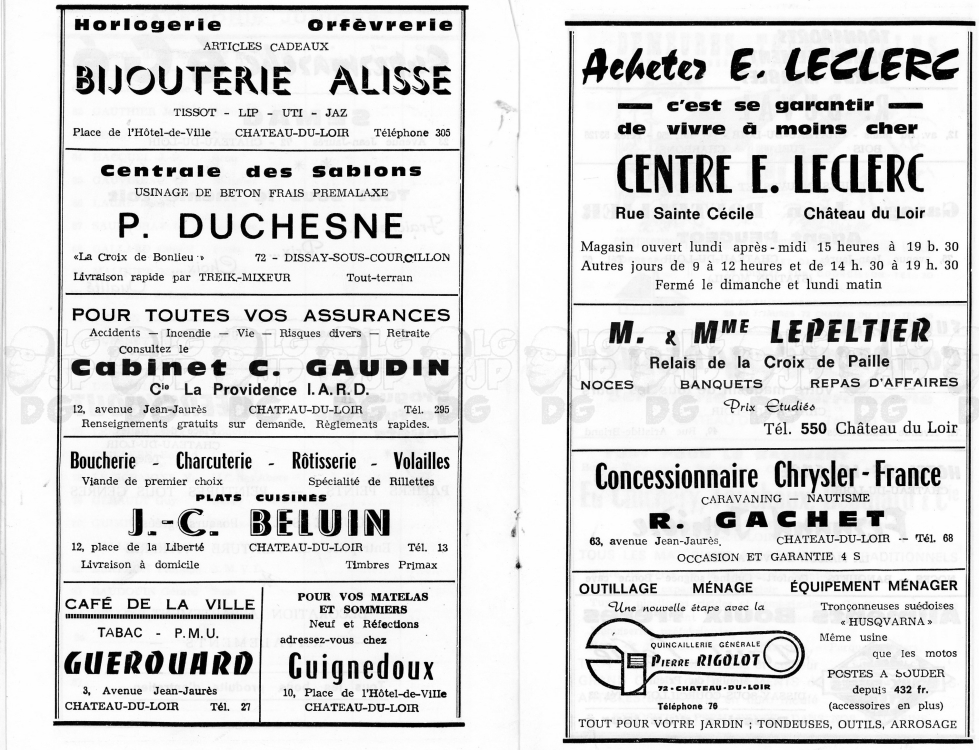 Horlogerie Orfèvrerie
ARTICLES CADEAUX
BIJOUTERIE ALISSE
TISSOT - LIP - UTI - JAZ
Place de l'Hôtel-de-Ville CHATEAU-DU-LOIR Téléphone 305
Centrale des Sablons
USINAGE DE BETON FRAIS PREMALAXE
P. DUCHESNE
«La Croix de Bonlieu» 72 - DISSAY-SOUS-COURCILLON
Livraison rapide par TREIK-MIXEUR Tout-terrain
POUR TOUTES VOS ASSURANCES
Accidents — Incendie — Vie — Risques divers — Retraite
Consultez le
Cabinet C. GAUDIN
Cie La Providence I.A.R.D.
12, avenue Jean-Jaurès CHATEAU-DU-LOIR Tél. 295
Renseignements gratuits sur demande. Règlements rapides.
Boucherie - Charcuterie - Rôtisserie - Volailles
Viande de premier choix Spécialité de Rillettes
PLATS CUISINES
J.-C. BELUIN
12, place de la Liberté CHATEAU-DU-LOIR Tél. 13
Livraison à domicile Timbres Primax
CAFÉ DE LA VILLE
TABAC - P.M.U.
GUEROUARD
3, Avenue Jean-Jaurès
CHATEAU-DU-LOIR Tél. 27
POUR VOS MATELAS
ET SOMMIERS
Neuf et Réfections
adressez-vous chez
Guignedoux
10, Place de l'Hôtel-de-Ville
CHATEAU-DU-LOIR
Acheter E. LECLERC
— c'est se garantir —
de vivre à moins cher
CENTRE E. LECLERC
Rue Sainte Cécile Château du Loir
Magasin ouvert lundi après-midi 15 heures à 19 h. 30
Autres jours de 9 à 12 heures et de 14 h. 30 à 19 h. 30
Fermé le dimanche et lundi matin
M. & MME LEPELTIER
Relais de la Croix de Paille
NOCES BANQUETS REPAS D'AFFAIRES
Prix Etudiés
Tél. 550 Château du Loir
Concessionnaire Chrysler-France
CARAVANING — NAUTISME
R. GACHET
63, avenue Jean-Jaurès. CHATEAU-DU-LOIR -- Tél. 68
OCCASION ET GARANTIE 4 S
OUTILLAGE MÉNAGE ÉQUIPEMENT MÉNAGER
Une nouvelle étape avec la
QUINCAILLERIE GÉNÉRALE
PIERRE RIGOLOT
72-CHATEAU-DU-LOIR
Téléphone 76
Tronçonneuses suédoises
« HUSQVARNA »
Même usine
que les motos
POSTES A SOUDER
depuis 432 fr.
(accessoires en plus)
TOUT POUR VOTRE JARDIN ; TONDEUSES, OUTILS, ARROSAGE
LG JP DG